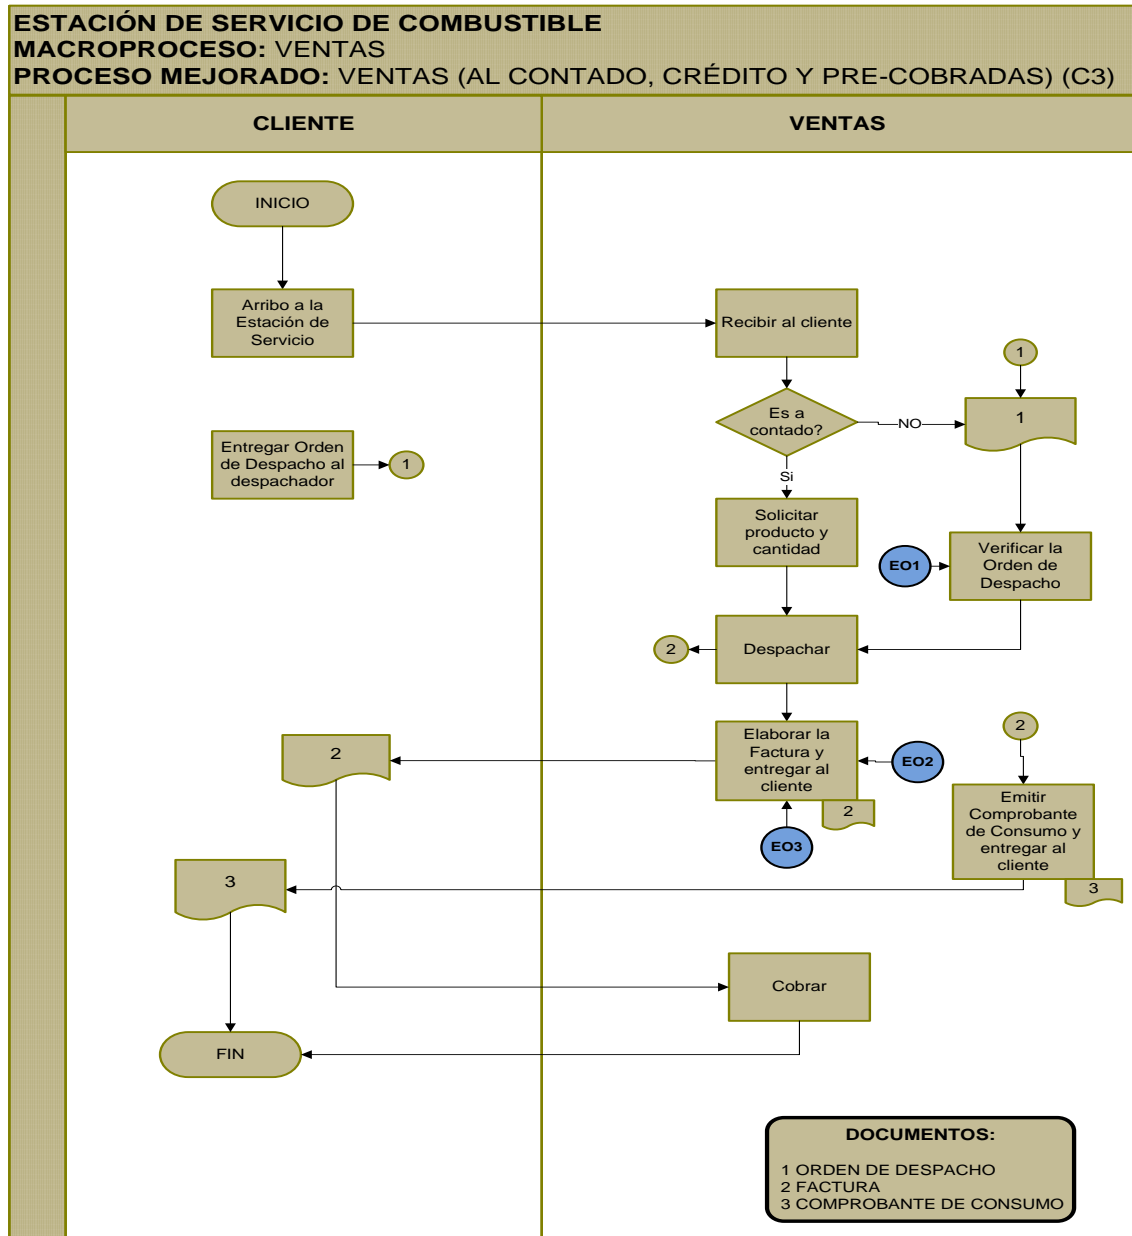 ESTACIÓN DE SERVICIO DE COMBUSTIBLE
MACROPROCESO: VENTAS
PROCESO MEJORADO: VENTAS (AL CONTADO, CRÉDITO Y PRE-COBRADAS) (C3)
CLIENTE
VENTAS
INICIO
Arribo a la
Estación de
Servicio
Recibir al cliente
1
Es a
contado?
NO
1
Entregar Orden
de Despacho al
despachador
1
Si
Solicitar
producto y
cantidad
EO1
Verificar la
Orden de
Despacho
2
Despachar
2
Elaborar la
Factura y
entregar al
cliente
2
EO2
2
EO3
Emitir
Comprobante
de Consumo y
entregar al
cliente
3
3
Cobrar
FIN
DOCUMENTOS:
1 ORDEN DE DESPACHO
2 FACTURA
3 COMPROBANTE DE CONSUMO